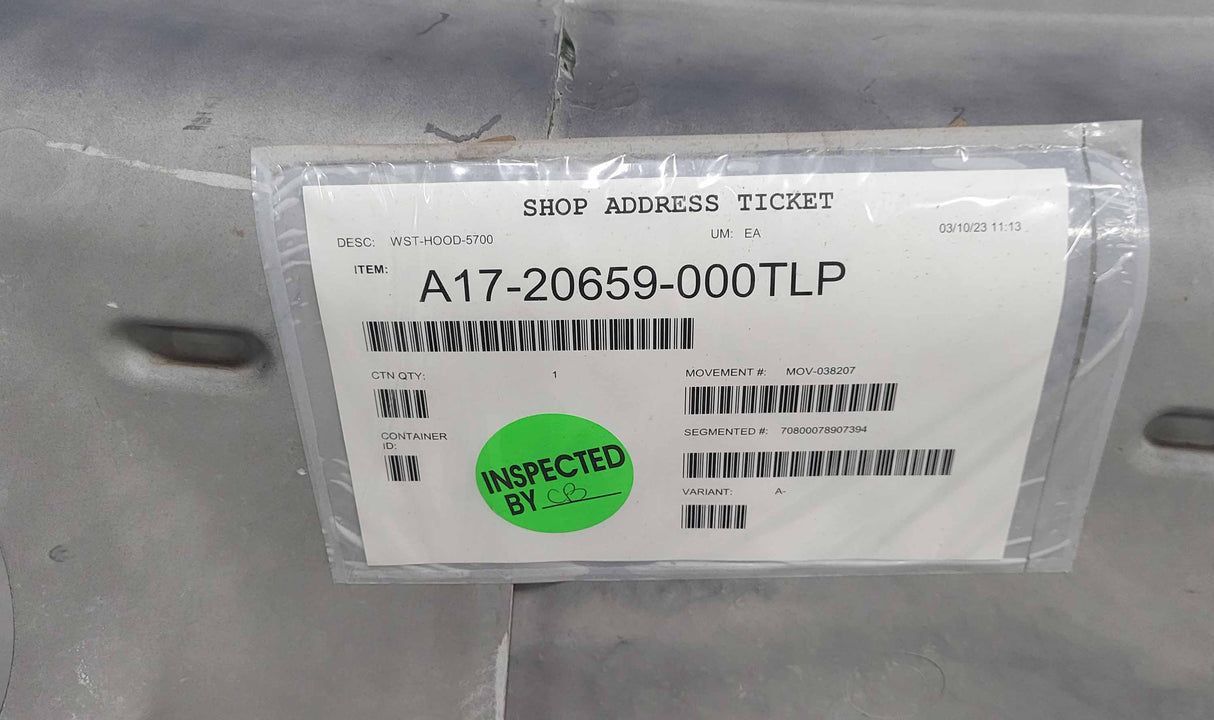 SHOP ADDRESS TICKET
DESC: WST-HOOD-5700 UM: EA 03/10/23 11:13
ITEM: A17-20659-000TLP
CTN QTY: 1 MOVEMENT #: MOV-038207
CONTAINER SEGMENTED #: 70800078907394
ID:
INSPECTED
BY CB
VARIANT: A-